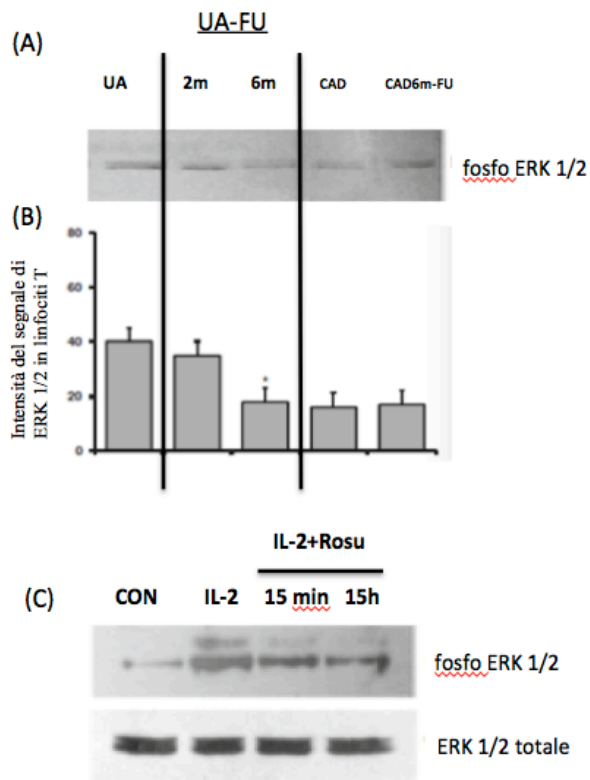 UA-FU
(A)
UA 2m 6m CAD CAD6m-FU
fosfo ERK 1/2
(B)
Intensità del segnale di
ERK 1/2 in linfociti T
80
60
40
20
0
*
IL-2+Rosu
(C)
CON IL-2 15 min 15h
fosfo ERK 1/2
ERK 1/2 totale